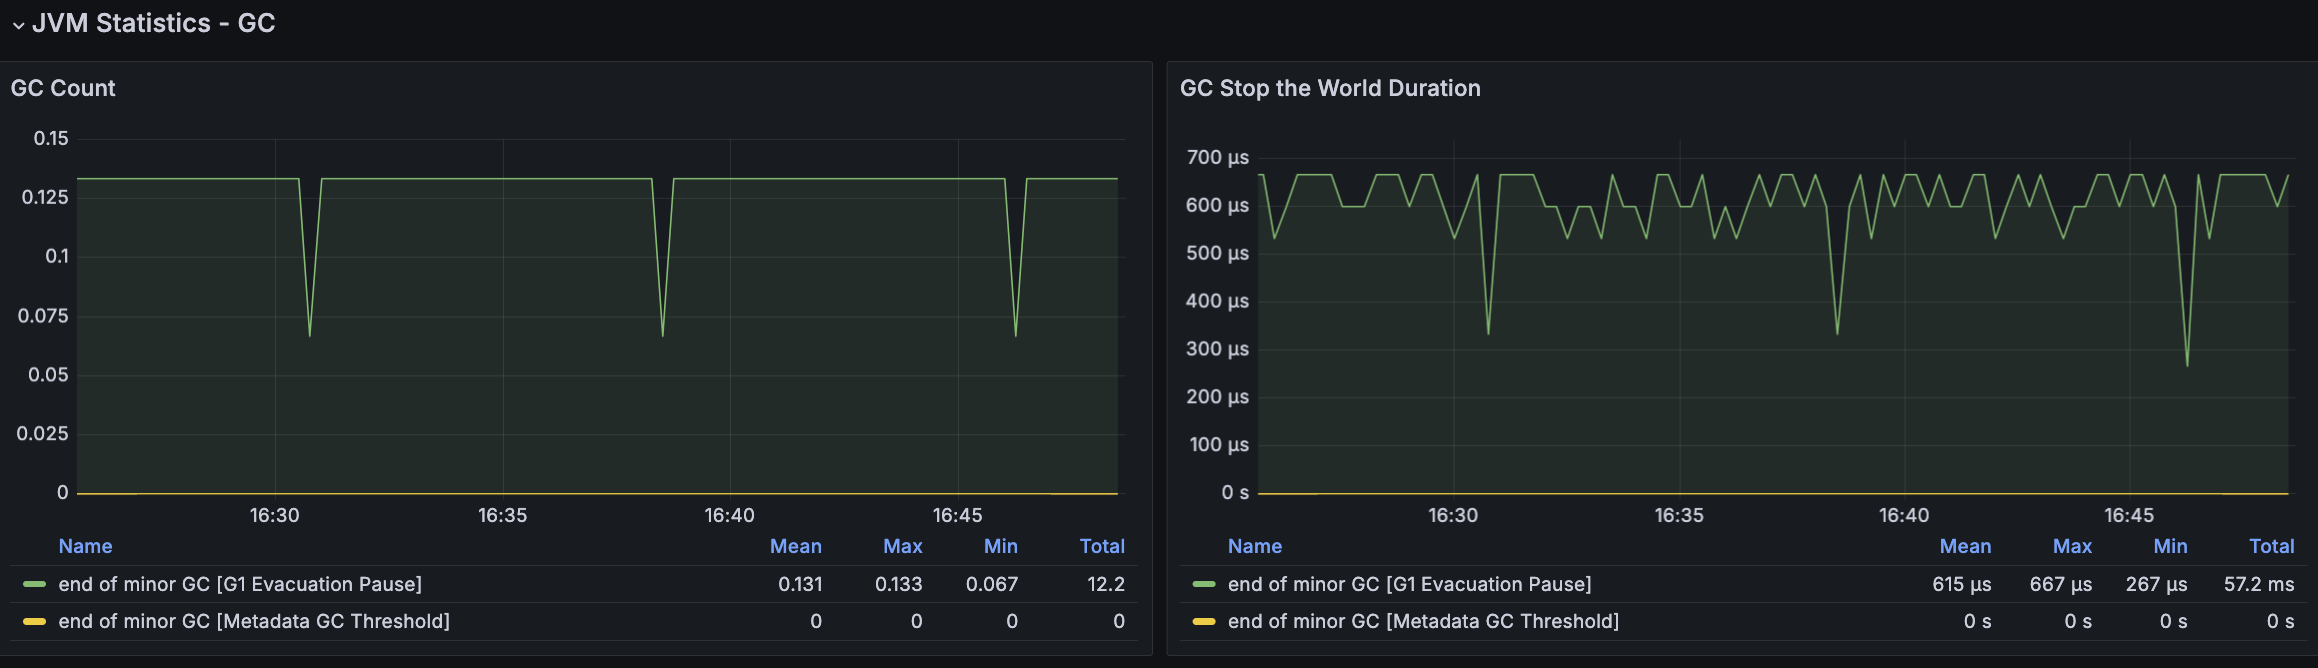 JVM Statistics - GC
GC Count
0.15
0.125
0.1
0.075
0.05
0.025
0
16:30 16:35 16:40 16:45
Name Mean Max Min Total
end of minor GC [G1 Evacuation Pause] 0.131 0.133 0.067 12.2
end of minor GC [Metadata GC Threshold] 0 0 0 0
GC Stop the World Duration
700 µs
600 µs
500 µs
400 µs
300 µs
200 µs
100 µs
0 s
16:30 16:35 16:40 16:45
Name Mean Max Min Total
end of minor GC [G1 Evacuation Pause] 615 µs 667 µs 267 µs 57.2 ms
end of minor GC [Metadata GC Threshold] 0 s 0 s 0 s 0 s